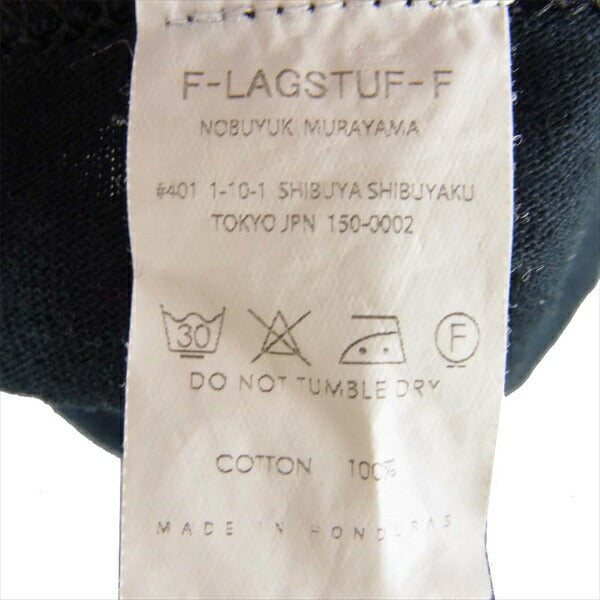 F-LAGSTUF-F
NOBUYUK MURAYAMA
#401 1-10-1 SHIBUYA SHIBUYAKU
TOKYO JPN 150-0002
30 F
DO NOT TUMBLE DRY
COTTON 100%
MADE IN HONDURAS